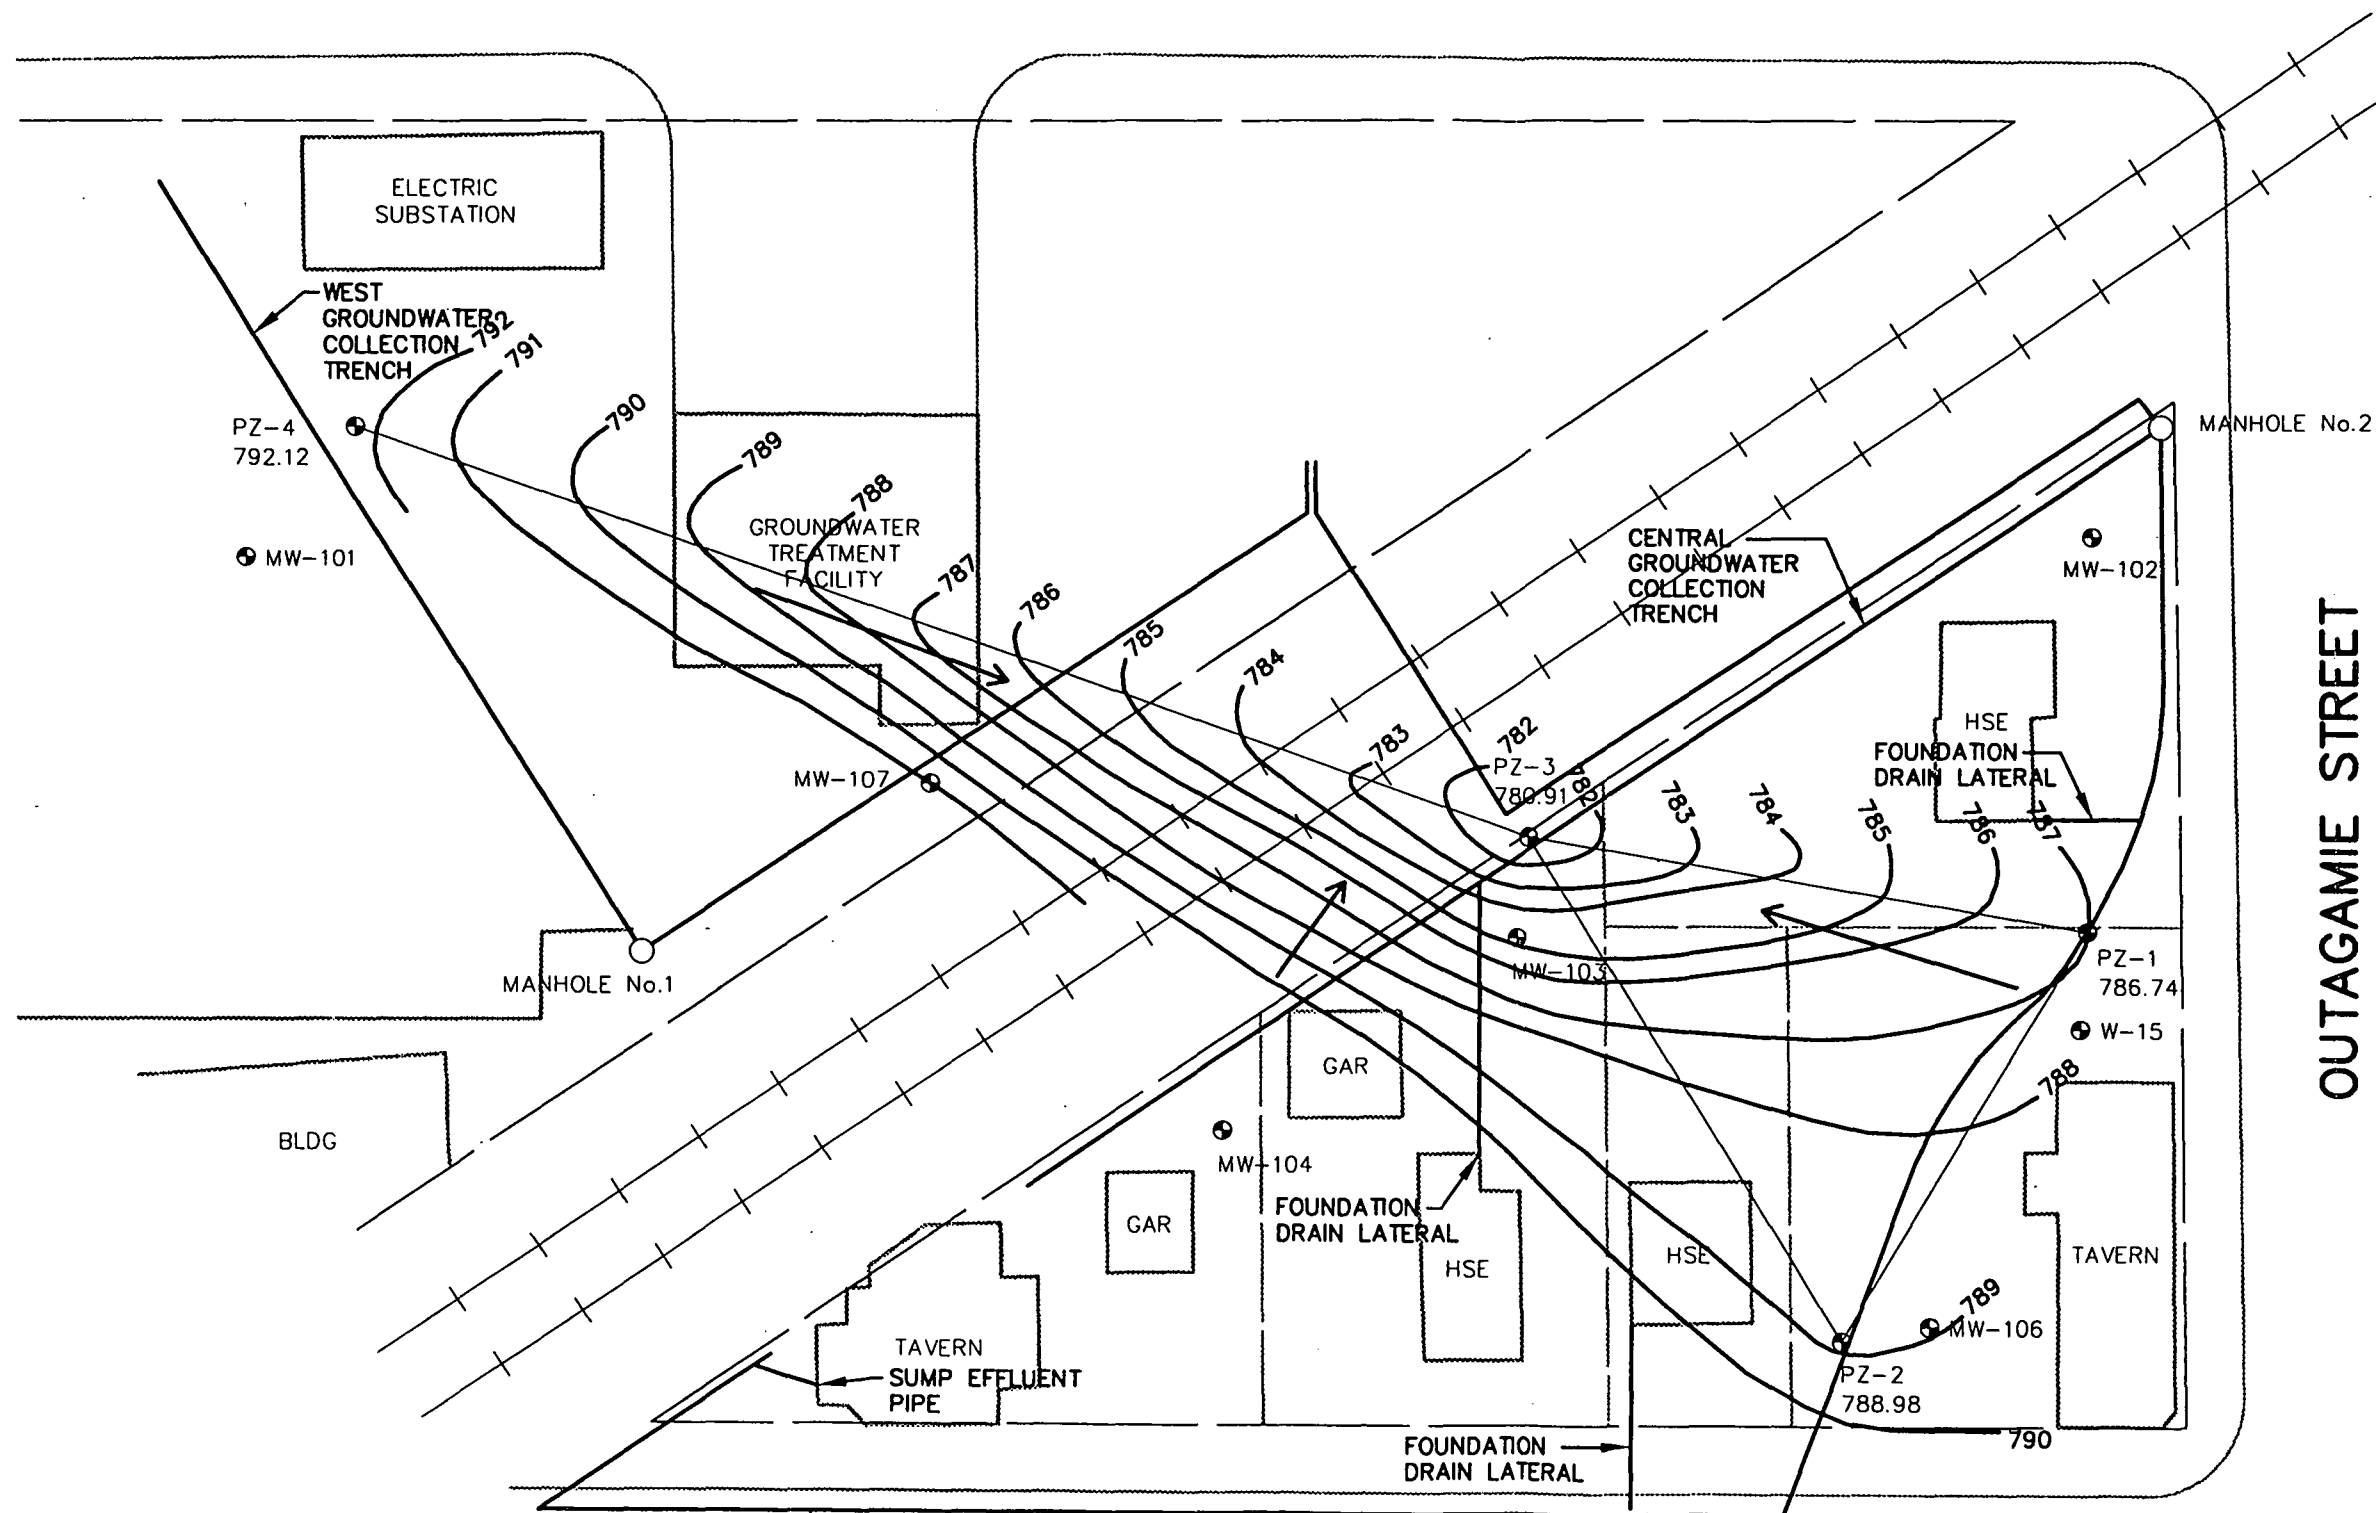 ELECTRIC
SUBSTATION
WEST
GROUNDWATER
COLLECTION
TRENCH
792
791
790
789
788
787
786
785
784
783
782
PZ-4
792.12
MW-101
GROUNDWATER
TREATMENT
FACILITY
MANHOLE No.2
CENTRAL
GROUNDWATER
COLLECTION
TRENCH
MW-102
HSE
FOUNDATION
DRAIN LATERAL
PZ-3
780.91
782
783
784
785
786
787
MW-107
MANHOLE No.1
MW-103
PZ-1
786.74
W-15
788
OUTAGAMIE STREET
BLDG
GAR
MW-104
GAR
FOUNDATION
DRAIN LATERAL
HSE
HSE
TAVERN
789
MW-106
PZ-2
788.98
TAVERN
SUMP EFFLUENT
PIPE
790
FOUNDATION
DRAIN LATERAL